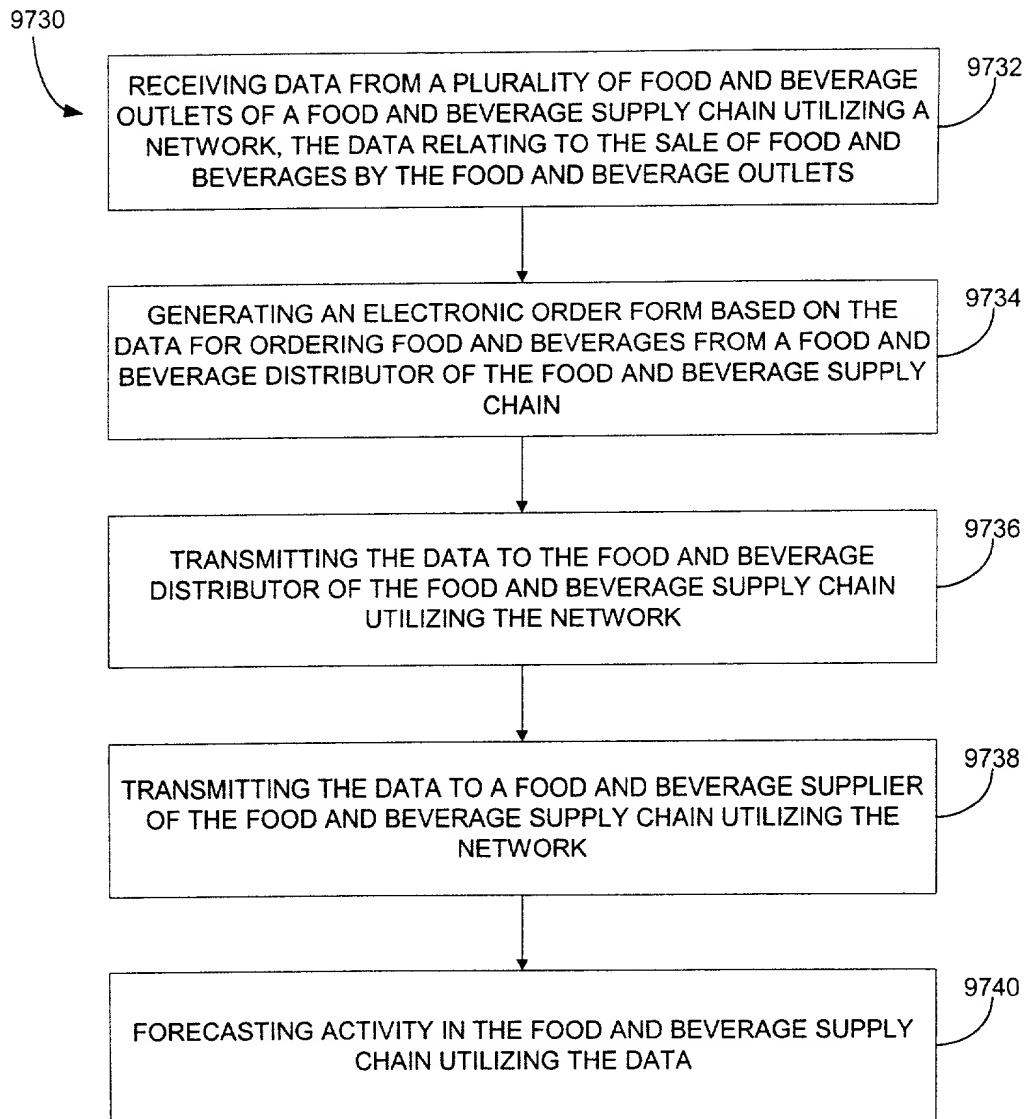 9730
9732
RECEIVING DATA FROM A PLURALITY OF FOOD AND BEVERAGE
OUTLETS OF A FOOD AND BEVERAGE SUPPLY CHAIN UTILIZING A
NETWORK, THE DATA RELATING TO THE SALE OF FOOD AND
BEVERAGES BY THE FOOD AND BEVERAGE OUTLETS
9734
GENERATING AN ELECTRONIC ORDER FORM BASED ON THE
DATA FOR ORDERING FOOD AND BEVERAGES FROM A FOOD AND
BEVERAGE DISTRIBUTOR OF THE FOOD AND BEVERAGE SUPPLY
CHAIN
9736
TRANSMITTING THE DATA TO THE FOOD AND BEVERAGE
DISTRIBUTOR OF THE FOOD AND BEVERAGE SUPPLY CHAIN
UTILIZING THE NETWORK
9738
TRANSMITTING THE DATA TO A FOOD AND BEVERAGE SUPPLIER
OF THE FOOD AND BEVERAGE SUPPLY CHAIN UTILIZING THE
NETWORK
9740
FORECASTING ACTIVITY IN THE FOOD AND BEVERAGE SUPPLY
CHAIN UTILIZING THE DATA